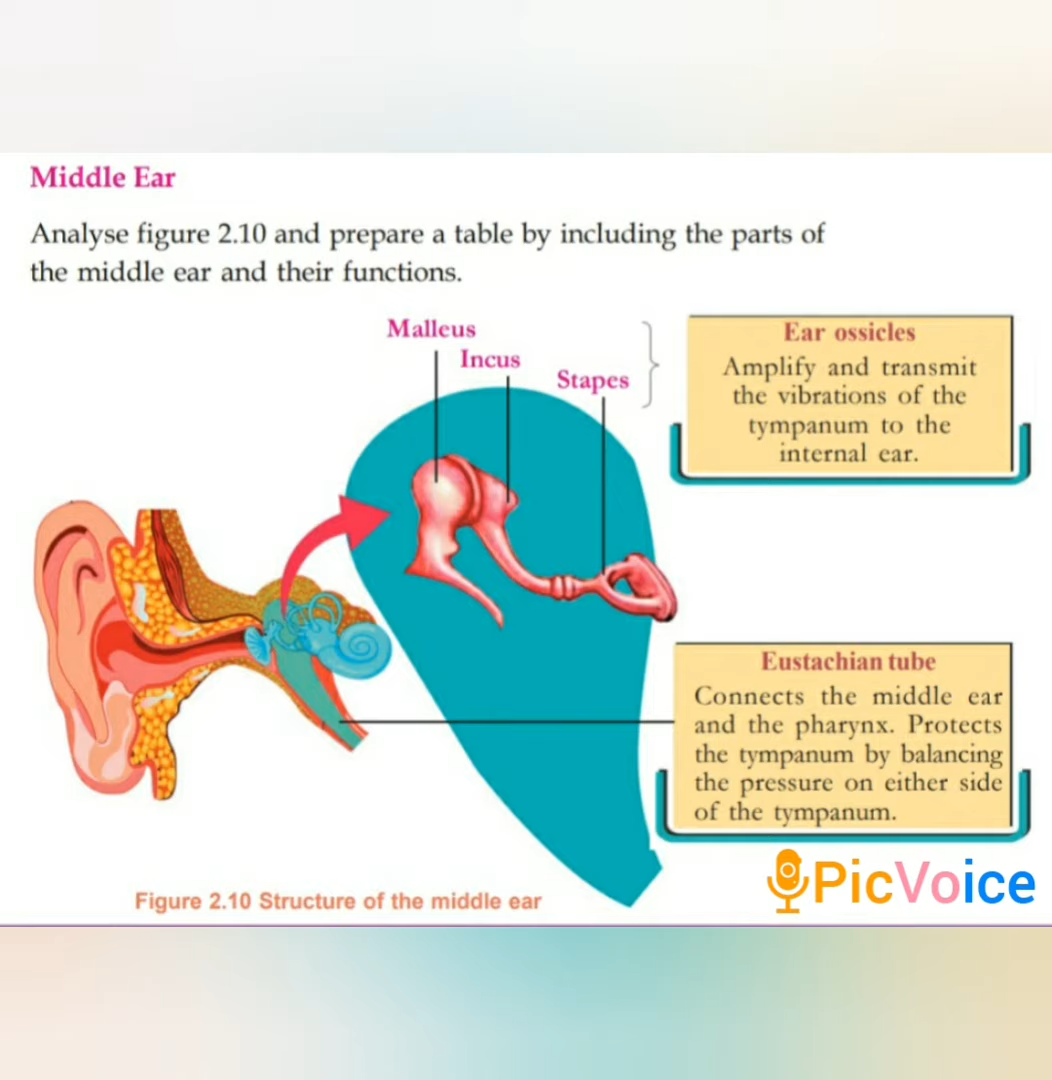 Middle Ear
Analyse figure 2.10 and prepare a table by including the parts of
the middle ear and their functions.
Malleus
Incus
Stapes
Ear ossicles
Amplify and transmit
the vibrations of the
tympanum to the
internal ear.
Eustachian tube
Connects the middle ear
and the pharynx. Protects
the tympanum by balancing
the pressure on either side
of the tympanum.
PicVoice
Figure 2.10 Structure of the middle ear